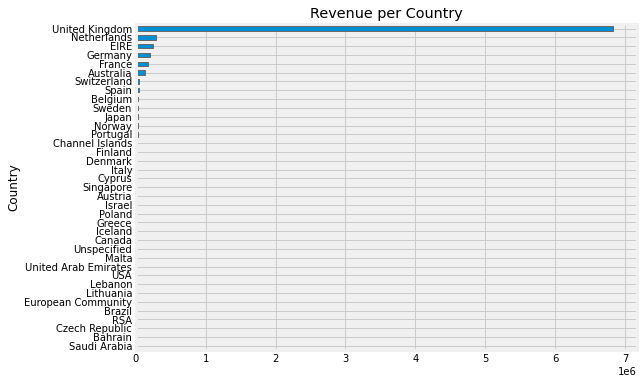 Revenue per Country
Country
United Kingdom
Netherlands
EIRE
Germany
France
Australia
Switzerland
Spain
Belgium
Sweden
Japan
Norway
Portugal
Channel Islands
Finland
Denmark
Italy
Cyprus
Singapore
Austria
Israel
Poland
Greece
Iceland
Canada
Unspecified
Malta
United Arab Emirates
USA
Lebanon
Lithuania
European Community
Brazil
RSA
Czech Republic
Bahrain
Saudi Arabia
0 1 2 3 4 5 6 7
1e6